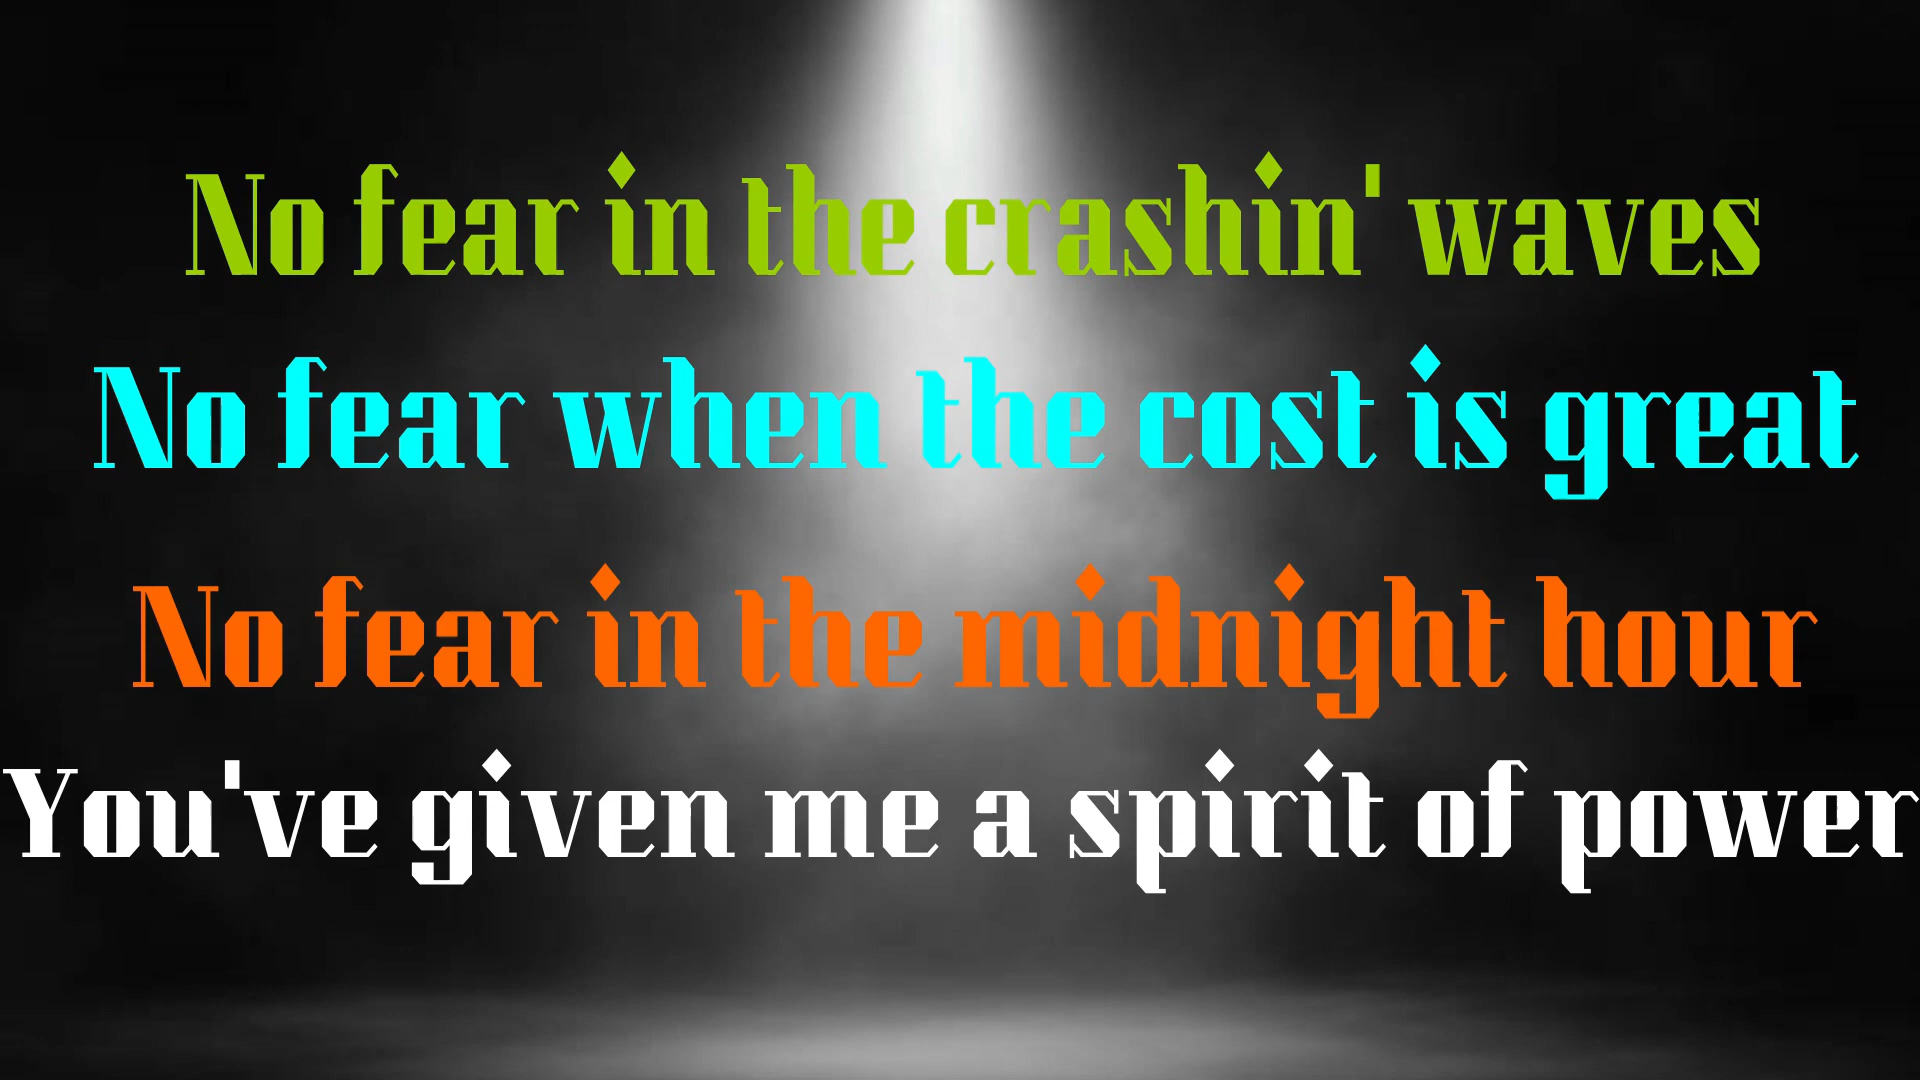 No fear in the crashin' waves
No fear when the cost is great
No fear in the midnight hour
You've given me a spirit of power